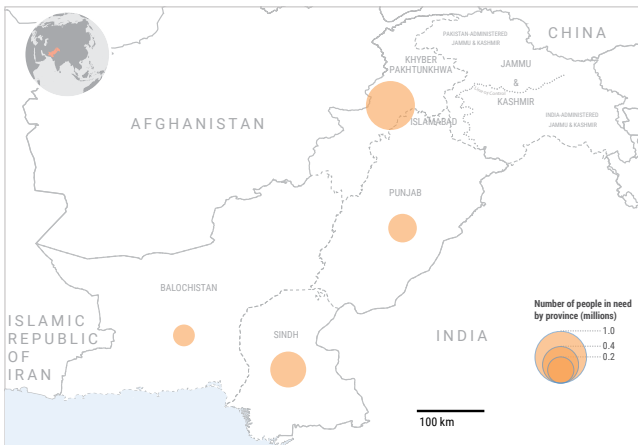 CHINA
PAKISTAN-ADMINISTERED
JAMMU & KASHMIR
KHYBER
PAKHTUNKHWA
JAMMU
&
KASHMIR
AFGHANISTAN
ISLAMABAD
INDIA-ADMINISTERED
JAMMU & KASHMIR
PUNJAB
BALOCHISTAN
SINDH
ISLAMIC
REPUBLIC
OF
IRAN
INDIA
Number of people in need
by province (millions)
1.0
0.4
0.2
100 km